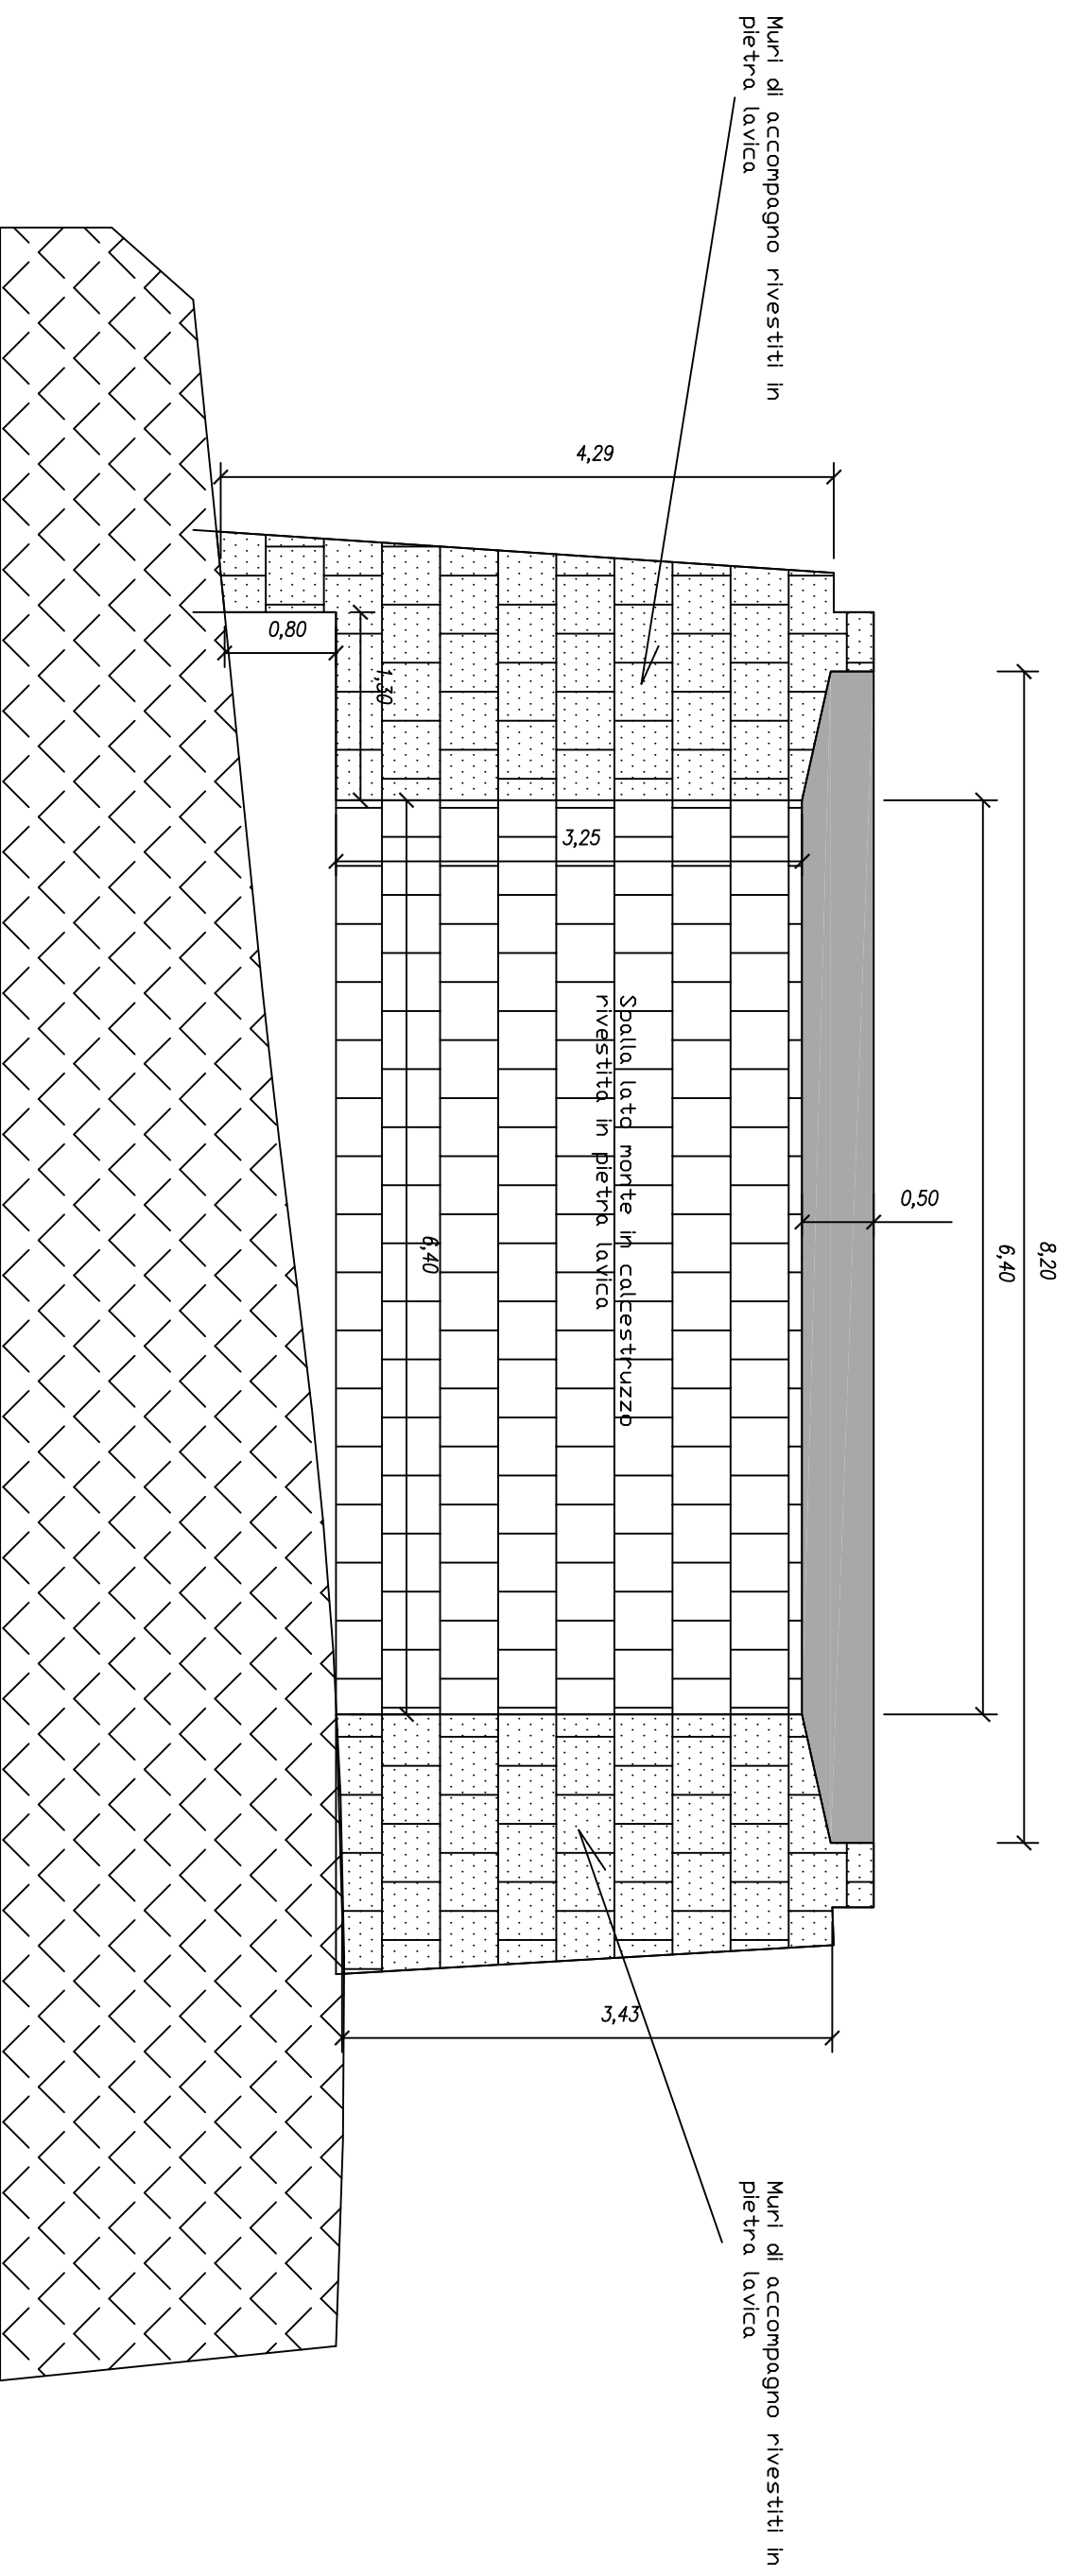 Muri di accompagno rivestiti in
pietra lavica
4,29
0,80
1,30
3,25
Spalla lato monte in calcestruzzo
rivestita in pietra lavica
6,40
0,50
8,20
6,40
3,43
Muri di accompagno rivestiti in
pietra lavica